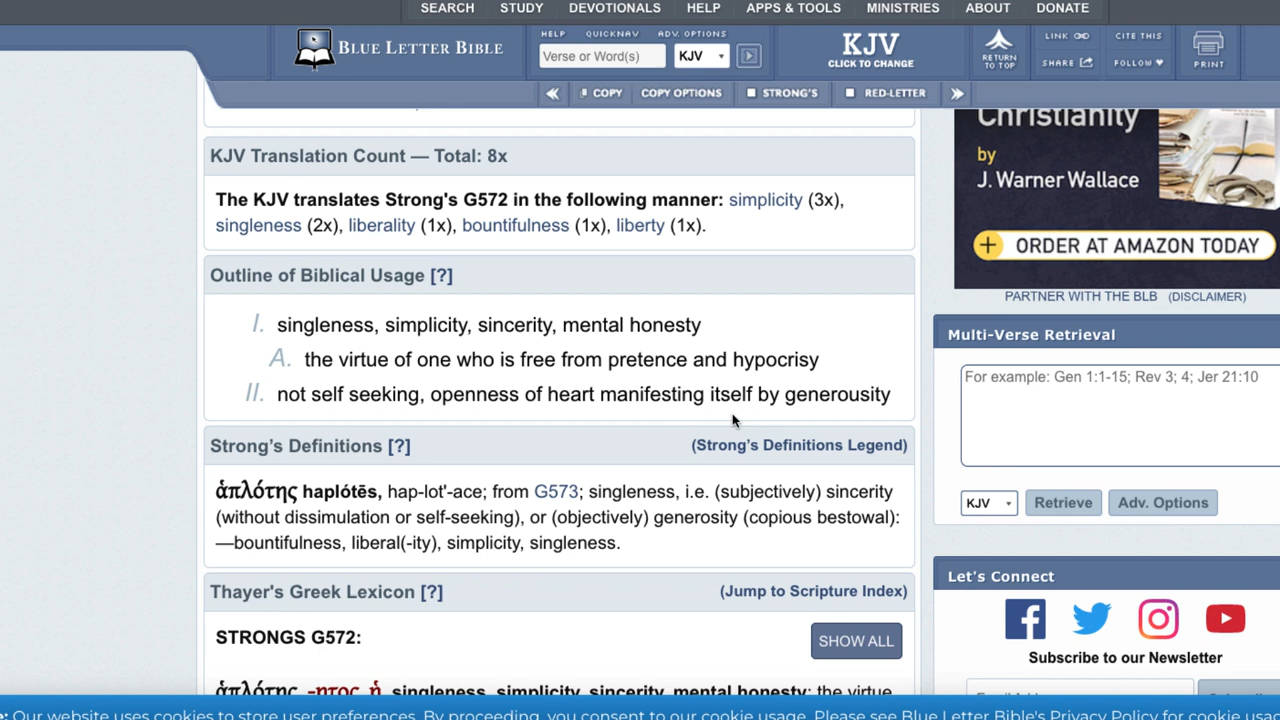 SEARCH STUDY DEVOTIONALS HELP APPS & TOOLS MINISTRIES ABOUT DONATE
BLUE LETTER BIBLE
HELP QUICKNAV ADV. OPTIONS
Verse or Word(s) KJV
KJV
CLICK TO CHANGE
RETURN
TO TOP
LINK
SHARE
CITE THIS
FOLLOW
PRINT
COPY COPY OPTIONS STRONG'S RED-LETTER
KJV Translation Count — Total: 8x
The KJV translates Strong's G572 in the following manner: simplicity (3x),
singleness (2x), liberality (1x), bountifulness (1x), liberty (1x).
Outline of Biblical Usage [?]
I. singleness, simplicity, sincerity, mental honesty
A. the virtue of one who is free from pretence and hypocrisy
II. not self seeking, openness of heart manifesting itself by generousity
Strong's Definitions [?] (Strong's Definitions Legend)
ἁπλότης haplótēs, hap-lot'-ace; from G573; singleness, i.e. (subjectively) sincerity
(without dissimulation or self-seeking), or (objectively) generosity (copious bestowal):
—bountifulness, liberal(-ity), simplicity, singleness.
Thayer's Greek Lexicon [?] (Jump to Scripture Index)
STRONGS G572:
SHOW ALL
ἁπλότης, -ητος, ἡ, singleness, simplicity, sincerity, mental honesty; the virtue
Christianity
by
J. Warner Wallace
+ ORDER AT AMAZON TODAY
PARTNER WITH THE BLB (DISCLAIMER)
Multi-Verse Retrieval
For example: Gen 1:1-15; Rev 3; 4; Jer 21:10
KJV Retrieve Adv. Options
Let's Connect
Subscribe to our Newsletter
e: Our website uses cookies to store user preferences. By proceeding, you consent to our cookie usage. Please see Blue Letter Bible's Privacy Policy for cookie usag